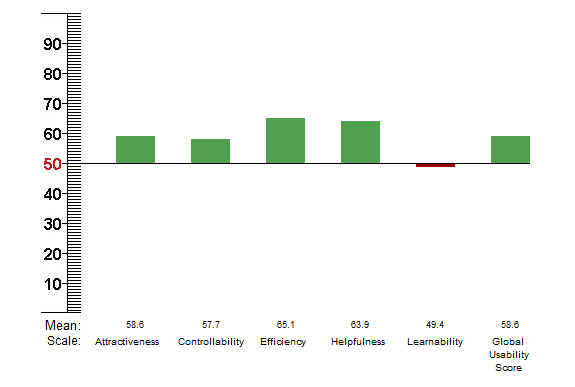 90
80
70
60
50
40
30
20
10
Mean: 58.6 57.7 65.1 63.9 49.4 58.6
Scale: Attractiveness Controllability Efficiency Helpfulness Learnability Global
Usability
Score